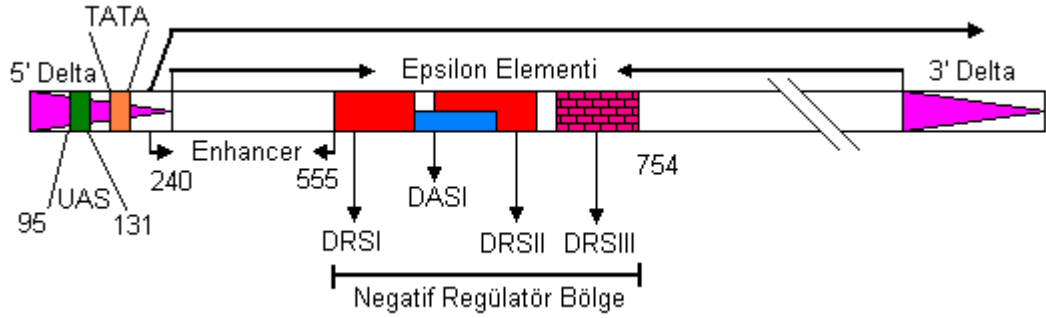 TATA
5' Delta
Epsilon Elementi
3' Delta
Enhancer
240
555
754
95
UAS
131
DASI
DRSI
DRSII
DRSIII
Negatif Regülatör Bölge